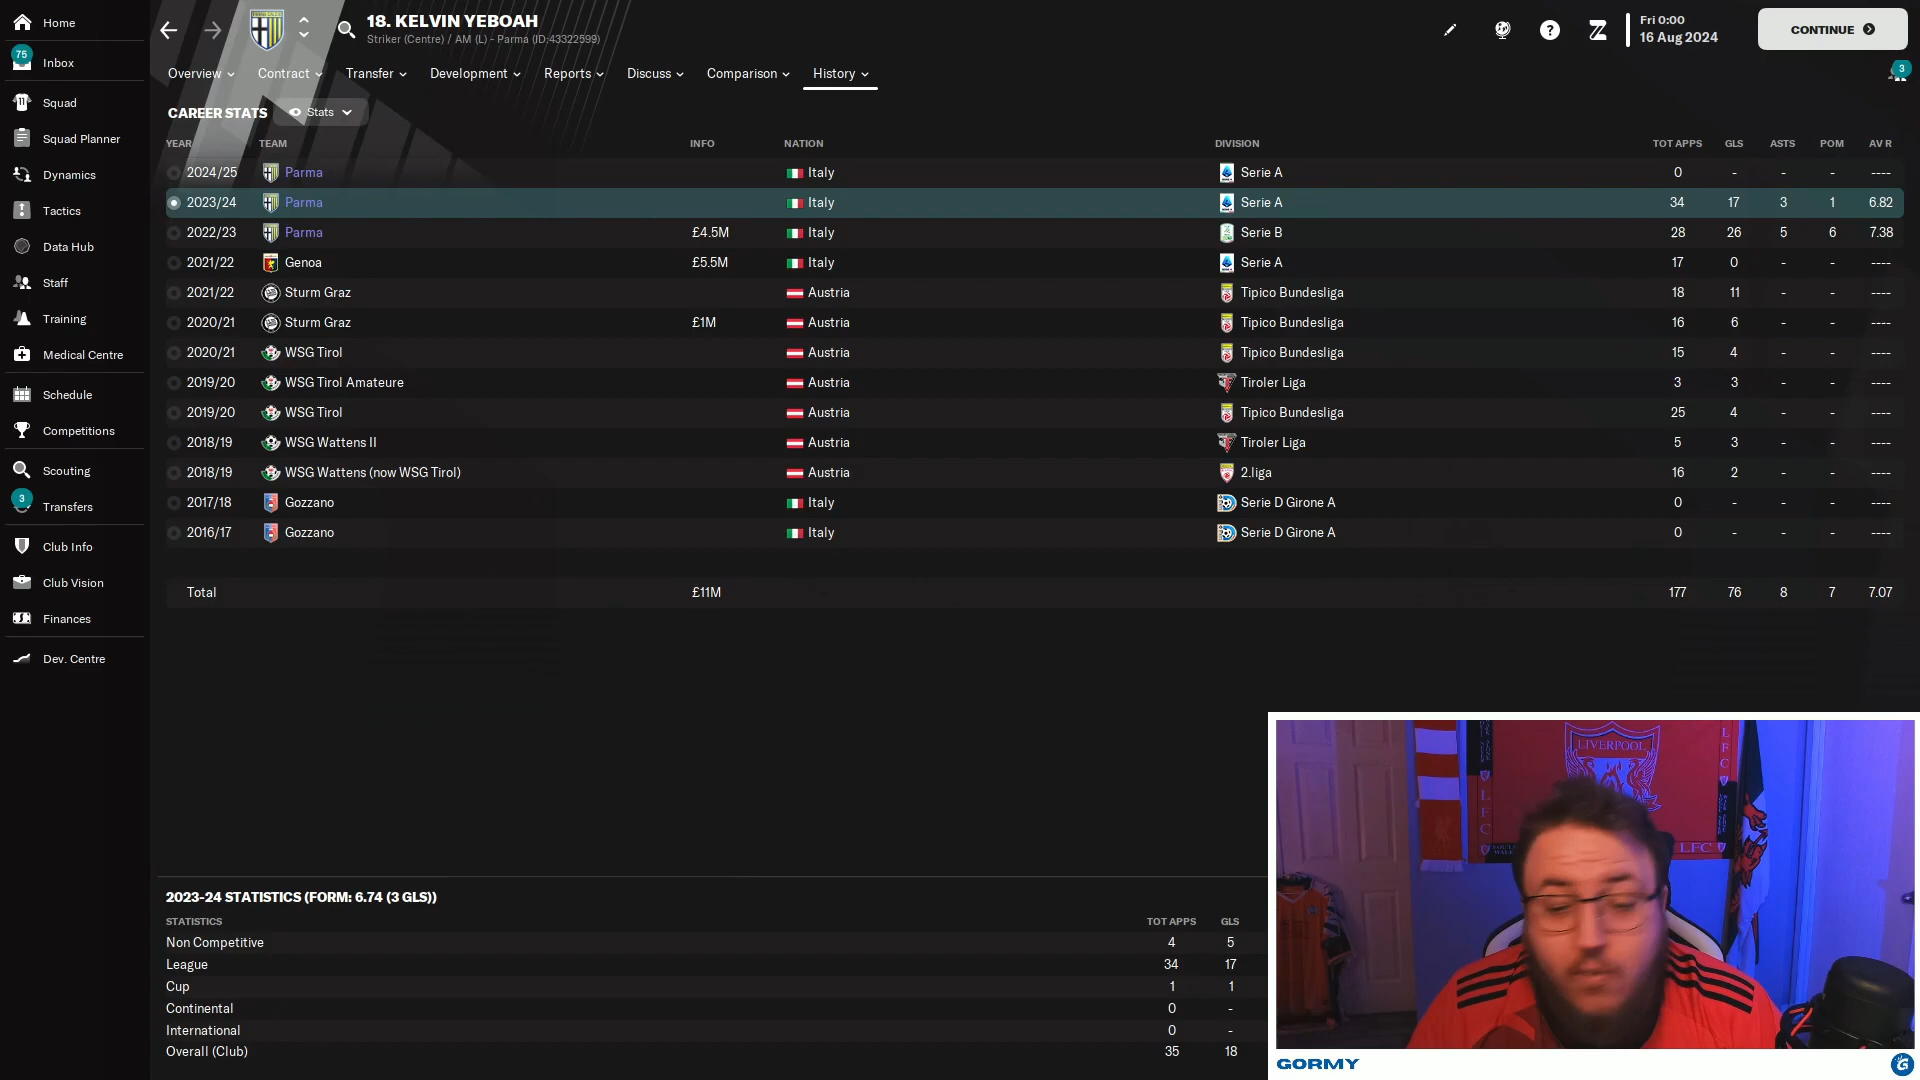 Home
75
Inbox
Squad
Squad Planner
Dynamics
Tactics
Data Hub
Staff
Training
Medical Centre
Schedule
Competitions
Scouting
3
Transfers
Club Info
Club Vision
Finances
Dev. Centre
18. KELVIN YEBOAH
Striker (Centre) / AM (L) - Parma (ID:43322599)
Fri 0:00
16 Aug 2024
CONTINUE
3
Overview Contract Transfer Development Reports Discuss Comparison History
CAREER STATS Stats
YEAR TEAM INFO NATION DIVISION TOT APPS GLS ASTS POM AV R
2024/25 Parma Italy Serie A 0 - - - ----
2023/24 Parma Italy Serie A 34 17 3 1 6.82
2022/23 Parma £4.5M Italy Serie B 28 26 5 6 7.38
2021/22 Genoa £5.5M Italy Serie A 17 0 - - ----
2021/22 Sturm Graz Austria Tipico Bundesliga 18 11 - - ----
2020/21 Sturm Graz £1M Austria Tipico Bundesliga 16 6 - - ----
2020/21 WSG Tirol Austria Tipico Bundesliga 15 4 - - ----
2019/20 WSG Tirol Amateure Austria Tiroler Liga 3 3 - - ----
2019/20 WSG Tirol Austria Tipico Bundesliga 25 4 - - ----
2018/19 WSG Wattens II Austria Tiroler Liga 5 3 - - ----
2018/19 WSG Wattens (now WSG Tirol) Austria 2.liga 16 2 - - ----
2017/18 Gozzano Italy Serie D Girone A 0 - - - ----
2016/17 Gozzano Italy Serie D Girone A 0 - - - ----
Total £11M 177 76 8 7 7.07
2023-24 STATISTICS (FORM: 6.74 (3 GLS))
STATISTICS TOT APPS GLS
Non Competitive 4 5
League 34 17
Cup 1 1
Continental 0 -
International 0 -
Overall (Club) 35 18
LIVERPOOL
LFC
LFC
LFC
GORMY